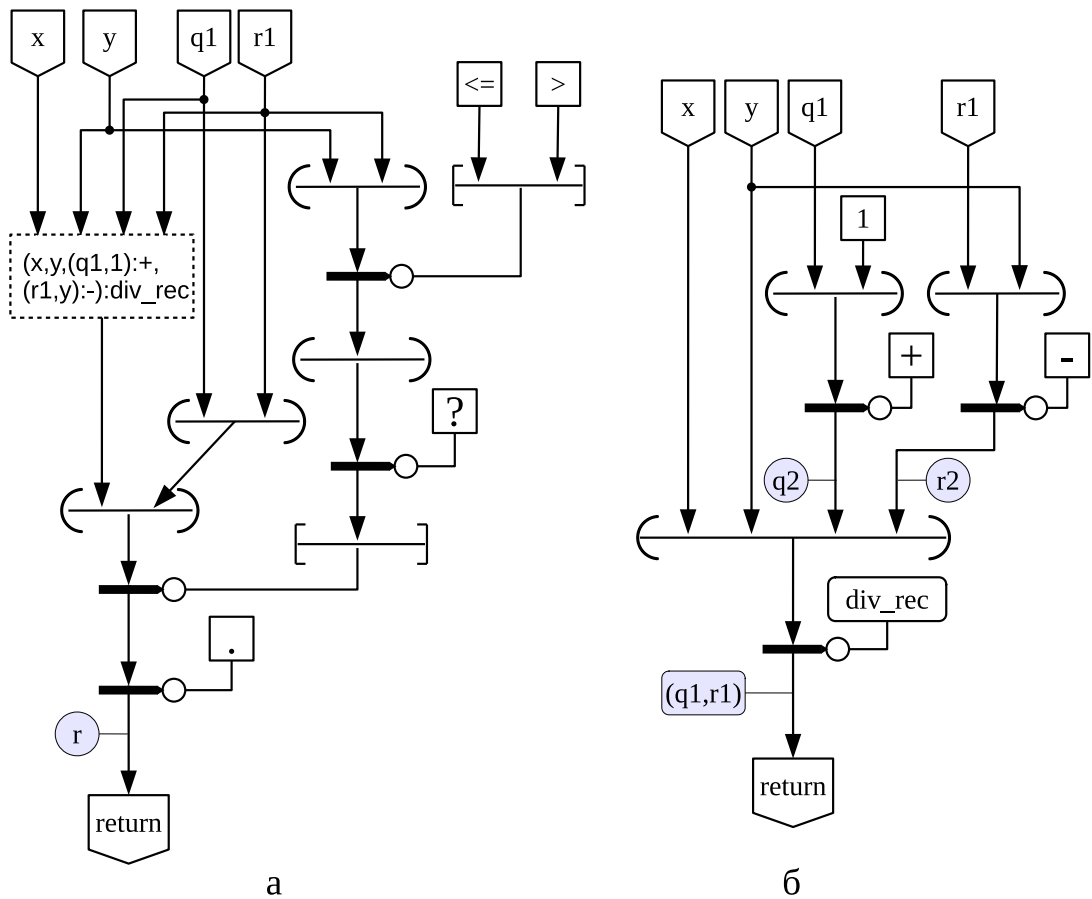 x y q1 r1
<= >
(x,y,(q1,1):+,
(r1,y):-):div_rec
?
.
r
return
а
x y q1 r1
1
+ -
q2 r2
div_rec
(q1,r1)
return
б